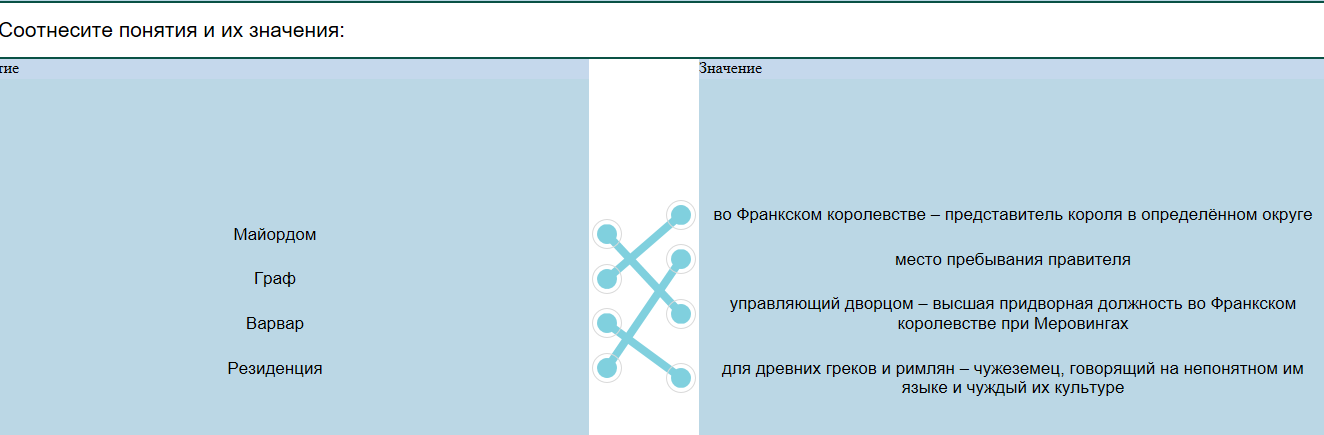 Соотнесите понятия и их значения:
тие
Значение
во Франкском королевстве – представитель короля в определённом округе
Майордом
место пребывания правителя
Граф
управляющий дворцом – высшая придворная должность во Франкском
королевстве при Меровингах
Варвар
Резиденция
для древних греков и римлян – чужеземец, говорящий на непонятном им
языке и чуждый их культуре